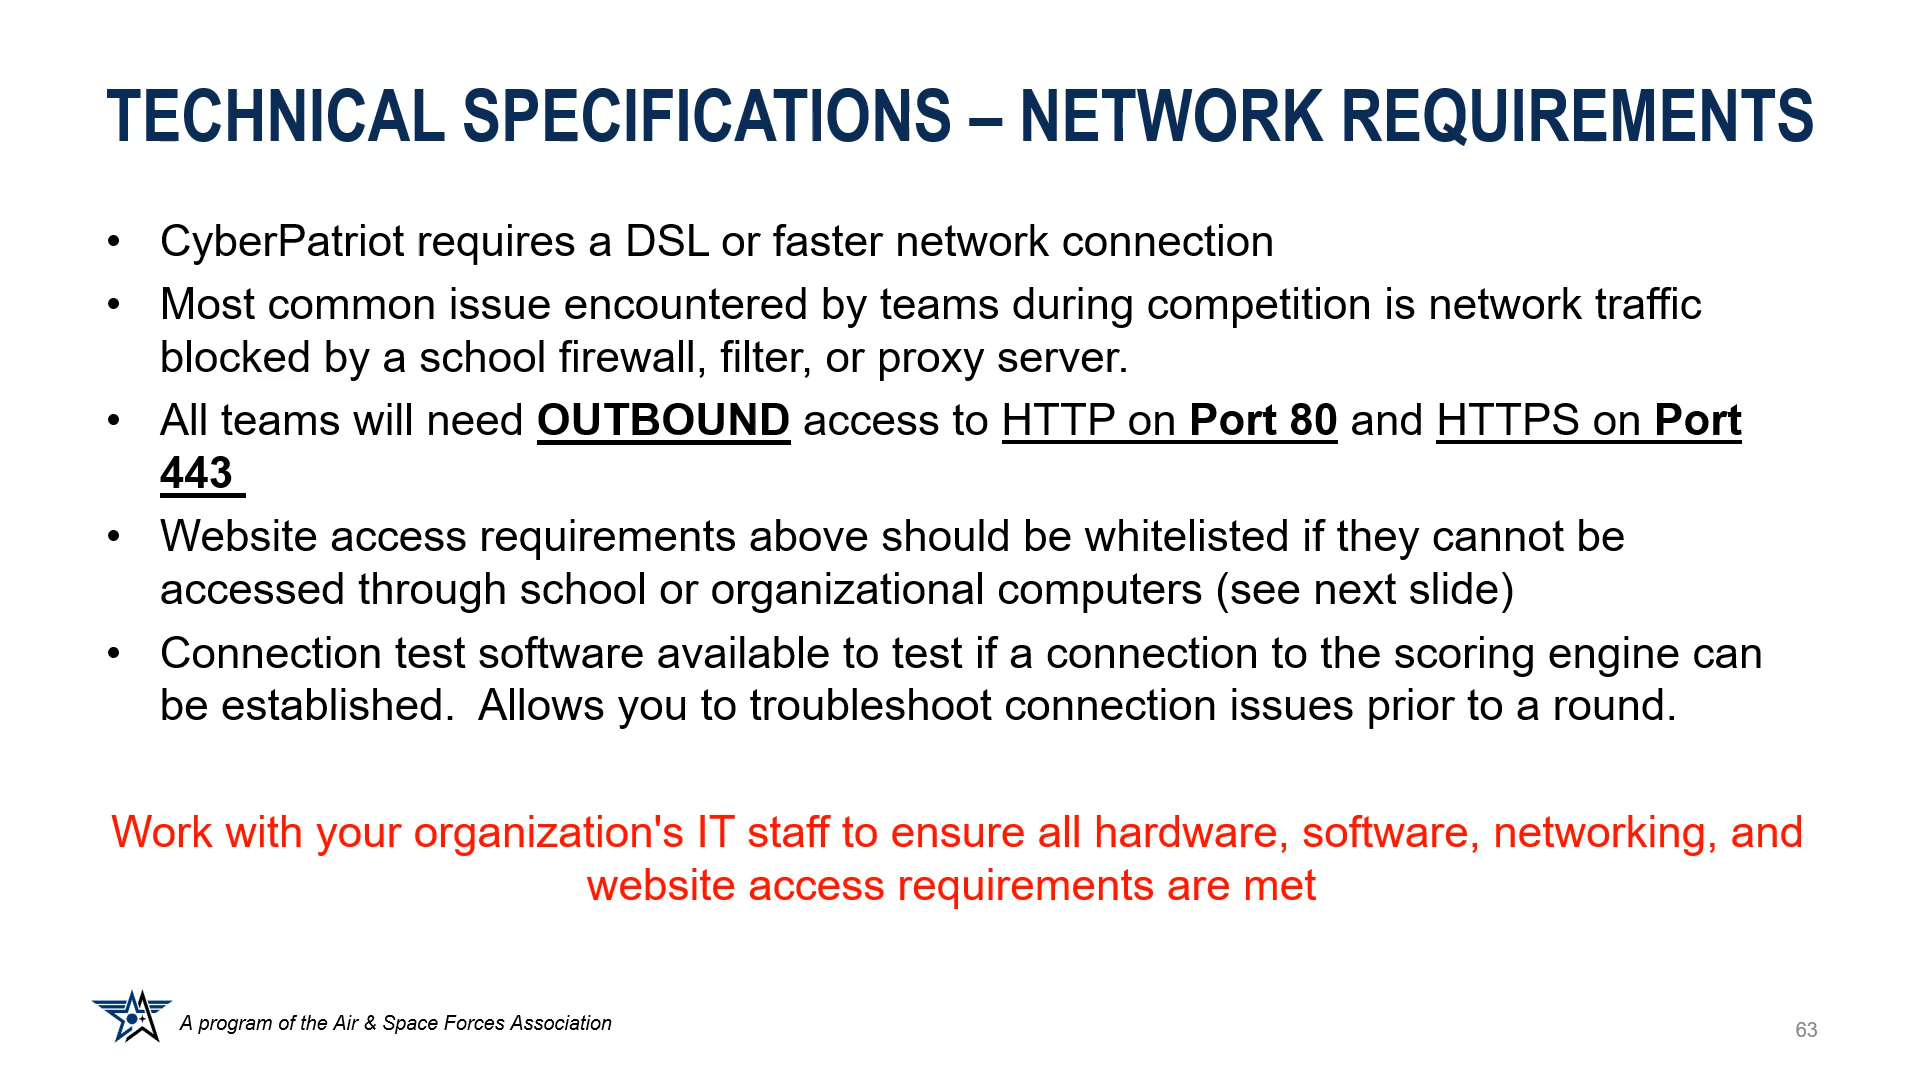 TECHNICAL SPECIFICATIONS – NETWORK REQUIREMENTS
• CyberPatriot requires a DSL or faster network connection
• Most common issue encountered by teams during competition is network traffic
blocked by a school firewall, filter, or proxy server.
• All teams will need OUTBOUND access to HTTP on Port 80 and HTTPS on Port
443
• Website access requirements above should be whitelisted if they cannot be
accessed through school or organizational computers (see next slide)
• Connection test software available to test if a connection to the scoring engine can
be established.  Allows you to troubleshoot connection issues prior to a round.
Work with your organization's IT staff to ensure all hardware, software, networking, and
website access requirements are met
A program of the Air & Space Forces Association
63